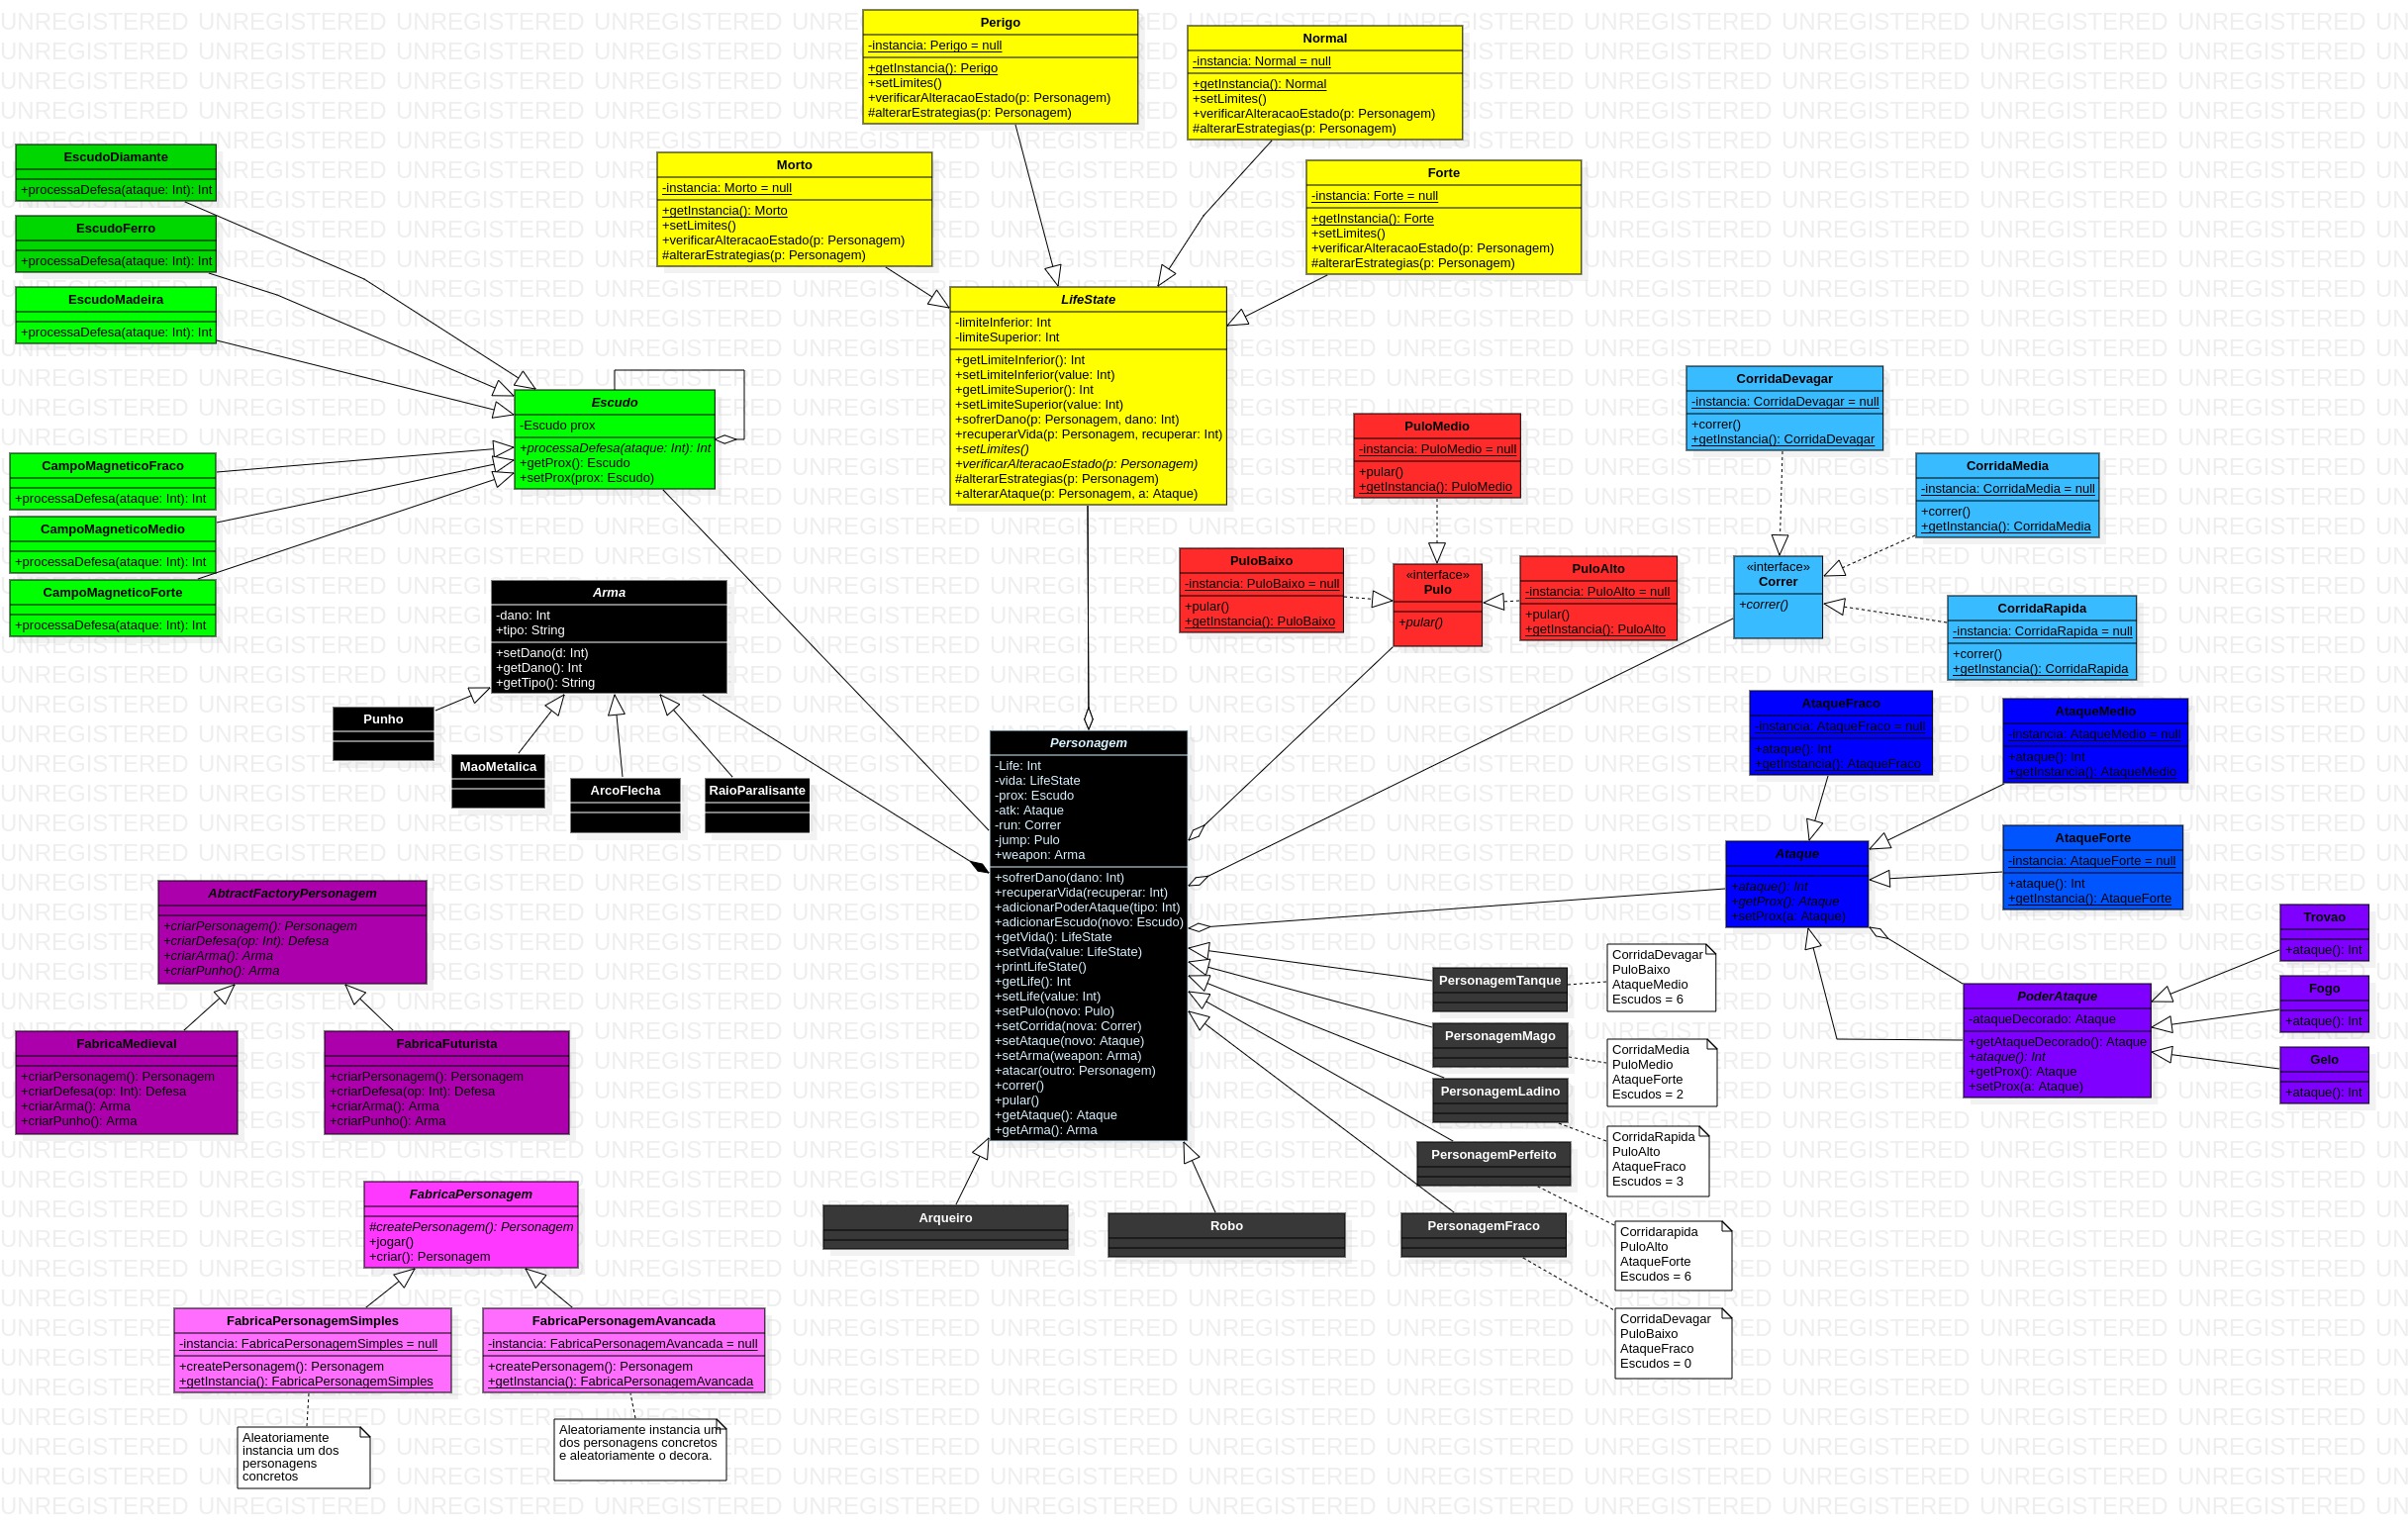 Perigo
-instancia: Perigo = null
+getInstancia(): Perigo
+setLimites()
+verificarAlteracaoEstado(p: Personagem)
#alterarEstrategias(p: Personagem)
Normal
-instancia: Normal = null
+getInstancia(): Normal
+setLimites()
+verificarAlteracaoEstado(p: Personagem)
#alterarEstrategias(p: Personagem)
Morto
-instancia: Morto = null
+getInstancia(): Morto
+setLimites()
+verificarAlteracaoEstado(p: Personagem)
#alterarEstrategias(p: Personagem)
Forte
-instancia: Forte = null
+getInstancia(): Forte
+setLimites()
+verificarAlteracaoEstado(p: Personagem)
#alterarEstrategias(p: Personagem)
EscudoDiamante
+processaDefesa(ataque: Int): Int
EscudoFerro
+processaDefesa(ataque: Int): Int
EscudoMadeira
+processaDefesa(ataque: Int): Int
LifeState
-limiteInferior: Int
-limiteSuperior: Int
+getLimiteInferior(): Int
+setLimiteInferior(value: Int)
+getLimiteSuperior(): Int
+setLimiteSuperior(value: Int)
+sofrerDano(p: Personagem, dano: Int)
+recuperarVida(p: Personagem, recuperar: Int)
+setLimites()
+verificarAlteracaoEstado(p: Personagem)
#alterarEstrategias(p: Personagem)
+alterarAtaque(p: Personagem, a: Ataque)
Escudo
-Escudo prox
+processaDefesa(ataque: Int): Int
+getProx(): Escudo
+setProx(prox: Escudo)
CampoMagneticoFraco
+processaDefesa(ataque: Int): Int
CampoMagneticoMedio
+processaDefesa(ataque: Int): Int
CampoMagneticoForte
+processaDefesa(ataque: Int): Int
PuloMedio
-instancia: PuloMedio = null
+pular()
+getInstancia(): PuloMedio
PuloBaixo
-instancia: PuloBaixo = null
+pular()
+getInstancia(): PuloBaixo
«interface»
Pulo
+pular()
PuloAlto
-instancia: PuloAlto = null
+pular()
+getInstancia(): PuloAlto
CorridaDevagar
-instancia: CorridaDevagar = null
+correr()
+getInstancia(): CorridaDevagar
CorridaMedia
-instancia: CorridaMedia = null
+correr()
+getInstancia(): CorridaMedia
«interface»
Correr
+correr()
CorridaRapida
-instancia: CorridaRapida = null
+correr()
+getInstancia(): CorridaRapida
Arma
-dano: Int
+tipo: String
+setDano(d: Int)
+getDano(): Int
+getTipo(): String
Punho
MaoMetalica
ArcoFlecha
RaioParalisante
Personagem
-Life: Int
-vida: LifeState
-prox: Escudo
-atk: Ataque
-run: Correr
-jump: Pulo
+weapon: Arma
+sofrerDano(dano: Int)
+recuperarVida(recuperar: Int)
+adicionarPoderAtaque(tipo: Int)
+adicionarEscudo(novo: Escudo)
+getVida(): LifeState
+setVida(value: LifeState)
+printLifeState()
+getLife(): Int
+setLife(value: Int)
+setPulo(novo: Pulo)
+setCorrida(nova: Correr)
+setAtaque(novo: Ataque)
+setArma(weapon: Arma)
+atacar(outro: Personagem)
+correr()
+pular()
+getAtaque(): Ataque
+getArma(): Arma
AtaqueFraco
-instancia: AtaqueFraco = null
+ataque(): Int
+getInstancia(): AtaqueFraco
AtaqueMedio
-instancia: AtaqueMedio = null
+ataque(): Int
+getInstancia(): AtaqueMedio
Ataque
+ataque(): Int
+getProx(): Ataque
+setProx(a: Ataque)
AtaqueForte
-instancia: AtaqueForte = null
+ataque(): Int
+getInstancia(): AtaqueForte
Trovao
+ataque(): Int
Fogo
+ataque(): Int
Gelo
+ataque(): Int
PoderAtaque
-ataqueDecorado: Ataque
+getAtaqueDecorado(): Ataque
+ataque(): Int
+getProx(): Ataque
+setProx(a: Ataque)
AbtractFactoryPersonagem
+criarPersonagem(): Personagem
+criarDefesa(op: Int): Defesa
+criarArma(): Arma
+criarPunho(): Arma
FabricaMedieval
+criarPersonagem(): Personagem
+criarDefesa(op: Int): Defesa
+criarArma(): Arma
+criarPunho(): Arma
FabricaFuturista
+criarPersonagem(): Personagem
+criarDefesa(op: Int): Defesa
+criarArma(): Arma
+criarPunho(): Arma
PersonagemTanque
CorridaDevagar
PuloBaixo
AtaqueMedio
Escudos = 6
PersonagemMago
CorridaMedia
PuloMedio
AtaqueForte
Escudos = 2
PersonagemLadino
CorridaRapida
PuloAlto
AtaqueFraco
Escudos = 3
PersonagemPerfeito
Corridarapida
PuloAlto
AtaqueForte
Escudos = 6
PersonagemFraco
CorridaDevagar
PuloBaixo
AtaqueFraco
Escudos = 0
Arqueiro
Robo
FabricaPersonagem
#createPersonagem(): Personagem
+jogar()
+criar(): Personagem
FabricaPersonagemSimples
-instancia: FabricaPersonagemSimples = null
+createPersonagem(): Personagem
+getInstancia(): FabricaPersonagemSimples
FabricaPersonagemAvancada
-instancia: FabricaPersonagemAvancada = null
+createPersonagem(): Personagem
+getInstancia(): FabricaPersonagemAvancada
Aleatoriamente
instancia um dos
personagens
concretos
Aleatoriamente instancia um
dos personagens concretos
e aleatoriamente o decora.
UNREGISTERED